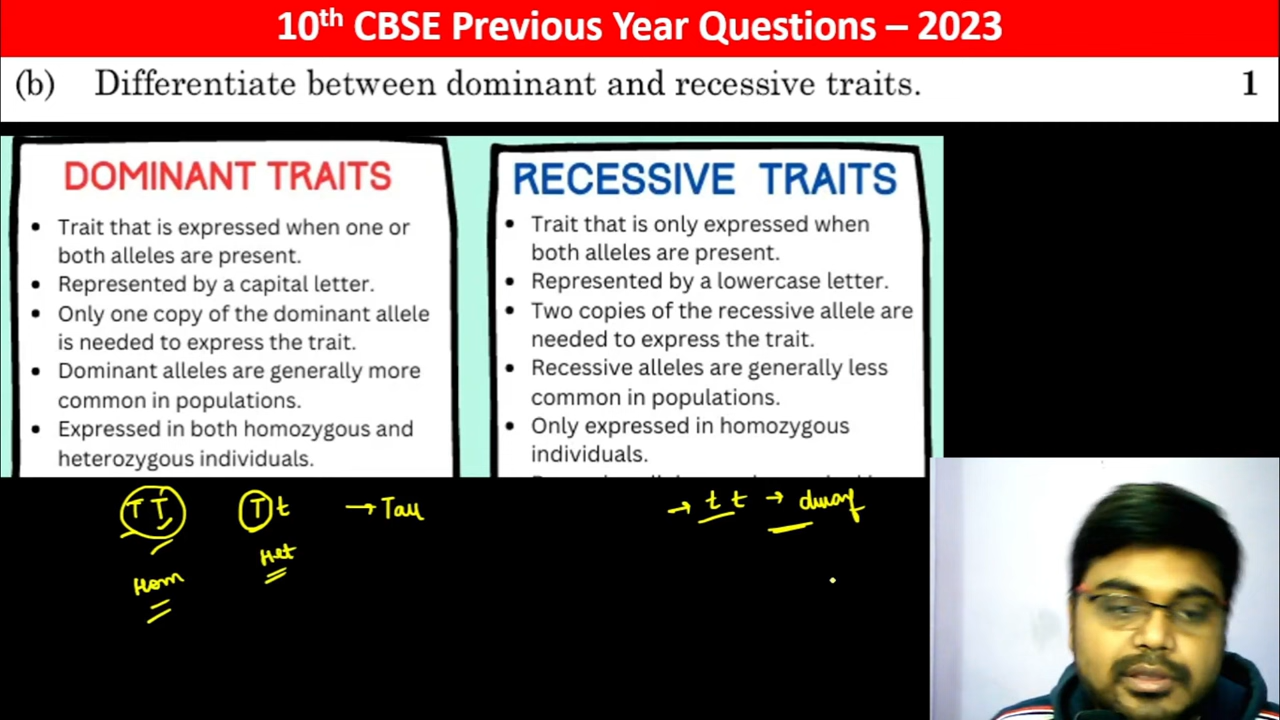 10th CBSE Previous Year Questions – 2023
(b) Differentiate between dominant and recessive traits. 1
DOMINANT TRAITS
• Trait that is expressed when one or
both alleles are present.
• Represented by a capital letter.
• Only one copy of the dominant allele
is needed to express the trait.
• Dominant alleles are generally more
common in populations.
• Expressed in both homozygous and
heterozygous individuals.
RECESSIVE TRAITS
• Trait that is only expressed when
both alleles are present.
• Represented by a lowercase letter.
• Two copies of the recessive allele are
needed to express the trait.
• Recessive alleles are generally less
common in populations.
• Only expressed in homozygous
individuals.
TT Tt → Tall
Hom Het
→ tt → dwarf